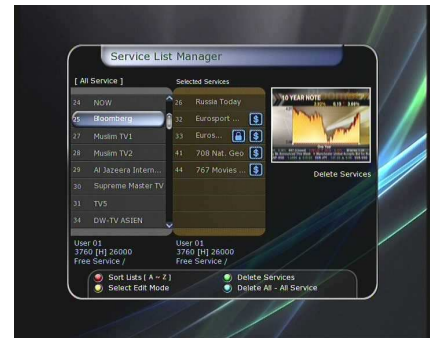 Service List Manager
[ All Service ]
Selected Services
24 NOW
25 Bloomberg
27 Muslim TV1
28 Muslim TV2
29 Al Jazeera Intern...
30 Supreme Master TV
31 TV5
34 DW-TV ASIEN
26 Russia Today
32 Eurosport ... $
33 Euros... $
41 708 Nat. Geo $
44 767 Movies ... $
10 YEAR NOTE
Delete Services
User 01
3760 [H] 26000
Free Service /
User 01
3760 [H] 26000
Free Service /
Sort Lists [ A ~ Z ]
Delete Services
Select Edit Mode
Delete All - All Service